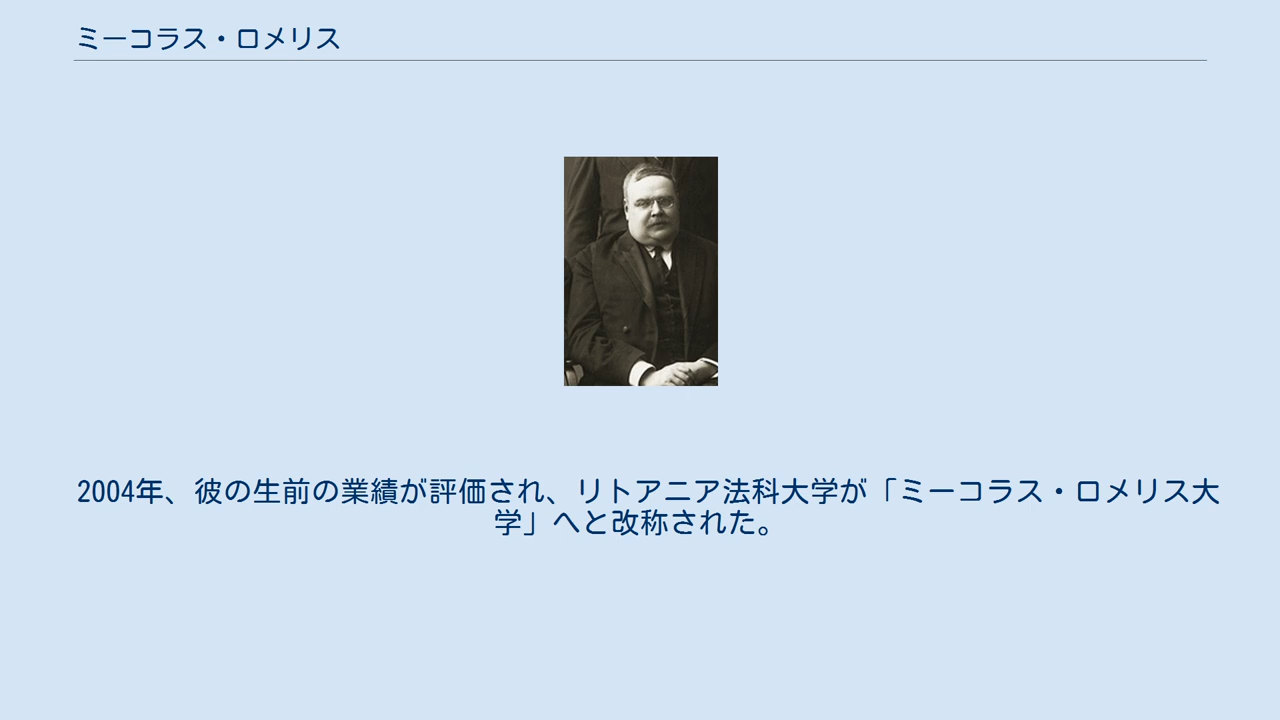 ミーコラス・ロメリス
2004年、彼の生前の業績が評価され、リトアニア法科大学が「ミーコラス・ロメリス大
学」へと改称された。